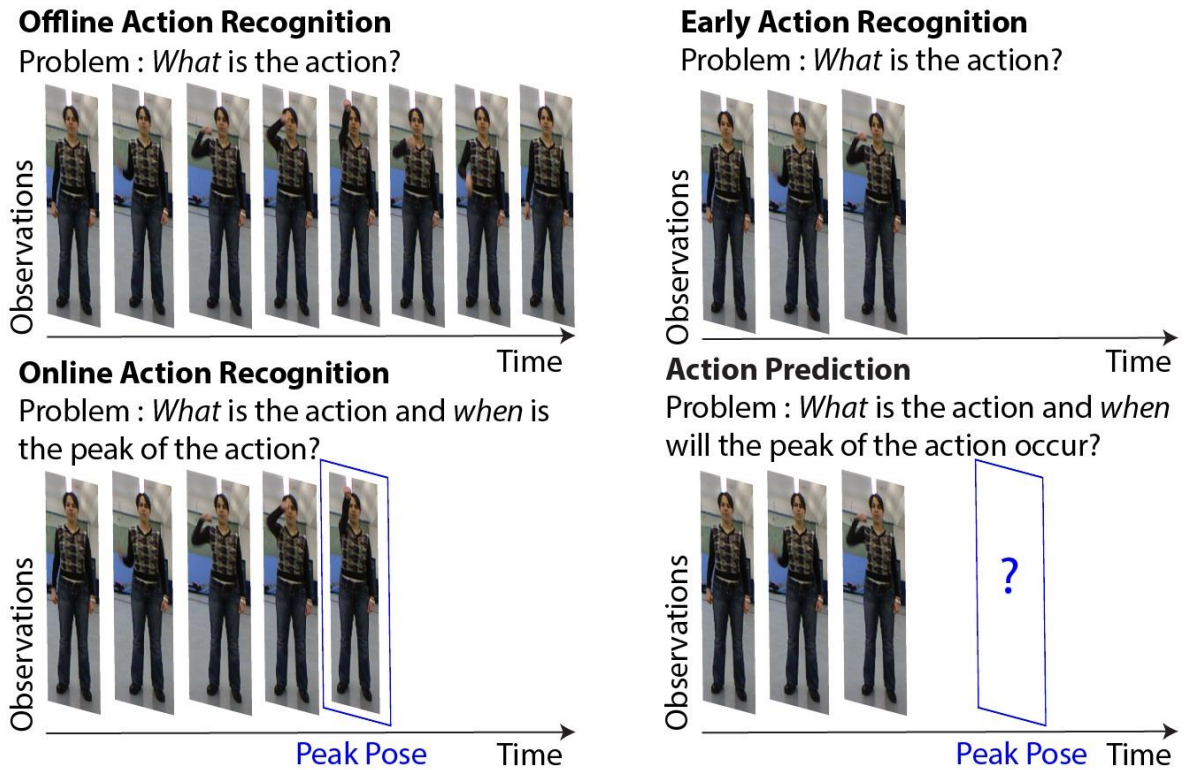 Offline Action Recognition
Problem : What is the action?
Observations
Time
Early Action Recognition
Problem : What is the action?
Observations
Time
Online Action Recognition
Problem : What is the action and when is
the peak of the action?
Observations
Peak Pose
Time
Action Prediction
Problem : What is the action and when
will the peak of the action occur?
?
Observations
Peak Pose
Time